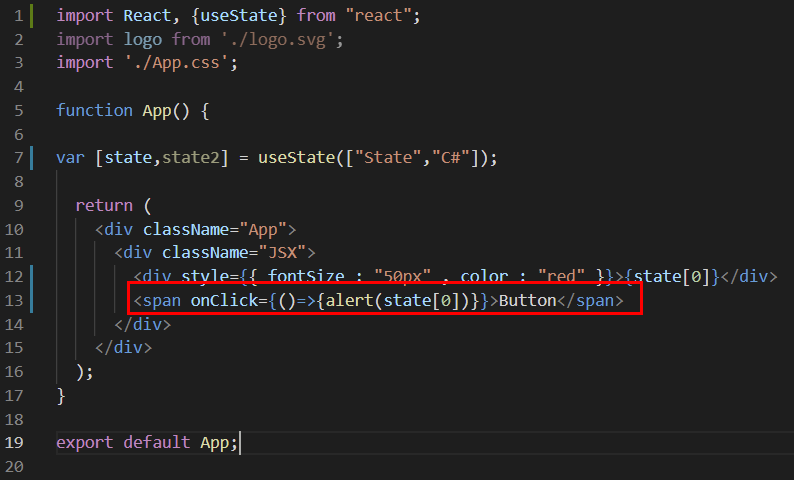 1 import React, {useState} from "react";
2 import logo from './logo.svg';
3 import './App.css';
4
5 function App() {
6
7 var [state,state2] = useState(["State","C#"]);
8
9 return (
10 <div className="App">
11 <div className="JSX">
12 <div style={{ fontSize : "50px" , color : "red" }}>{state[0]}</div>
13 <span onClick={()=>{alert(state[0])}}>Button</span>
14 </div>
15 </div>
16 );
17 }
18
19 export default App;
20